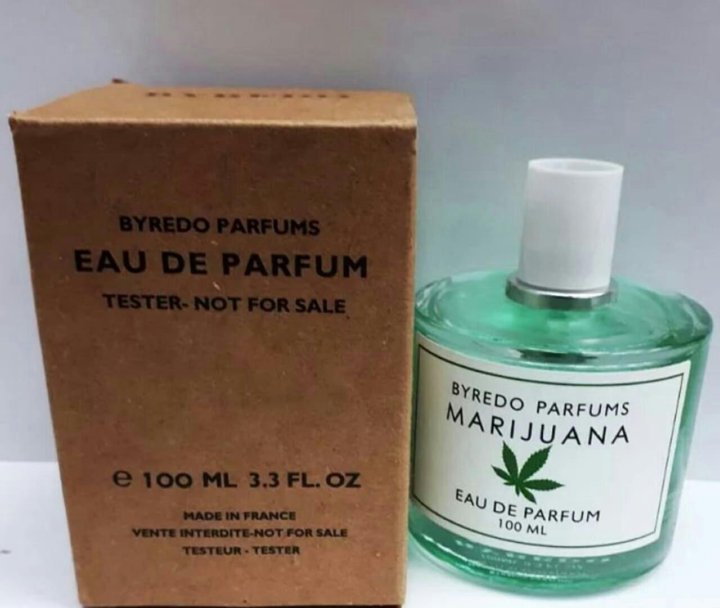 BYREDO PARFUMS
EAU DE PARFUM
TESTER- NOT FOR SALE
e 100 ML 3.3 FL. OZ
MADE IN FRANCE
VENTE INTERDITE-NOT FOR SALE
TESTEUR - TESTER
BYREDO PARFUMS
MARIJUANA
EAU DE PARFUM
100 ML